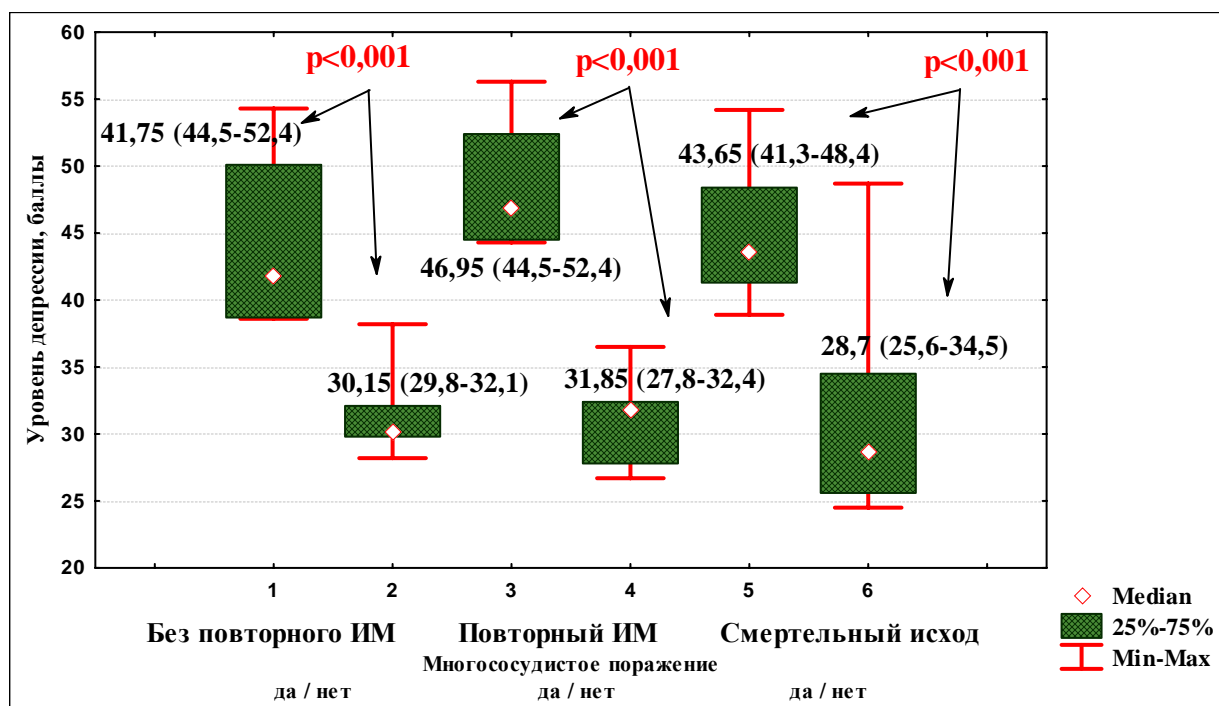 60
55
50
45
40
35
30
25
20
Уровень депрессии, баллы
p<0,001
p<0,001
p<0,001
41,75 (44,5-52,4)
43,65 (41,3-48,4)
46,95 (44,5-52,4)
28,7 (25,6-34,5)
30,15 (29,8-32,1)
31,85 (27,8-32,4)
1 2 3 4 5 6
Без повторного ИМ Повторный ИМ Смертельный исход
Многососудистое поражение
да / нет да / нет да / нет
Median
25%-75%
Min-Max